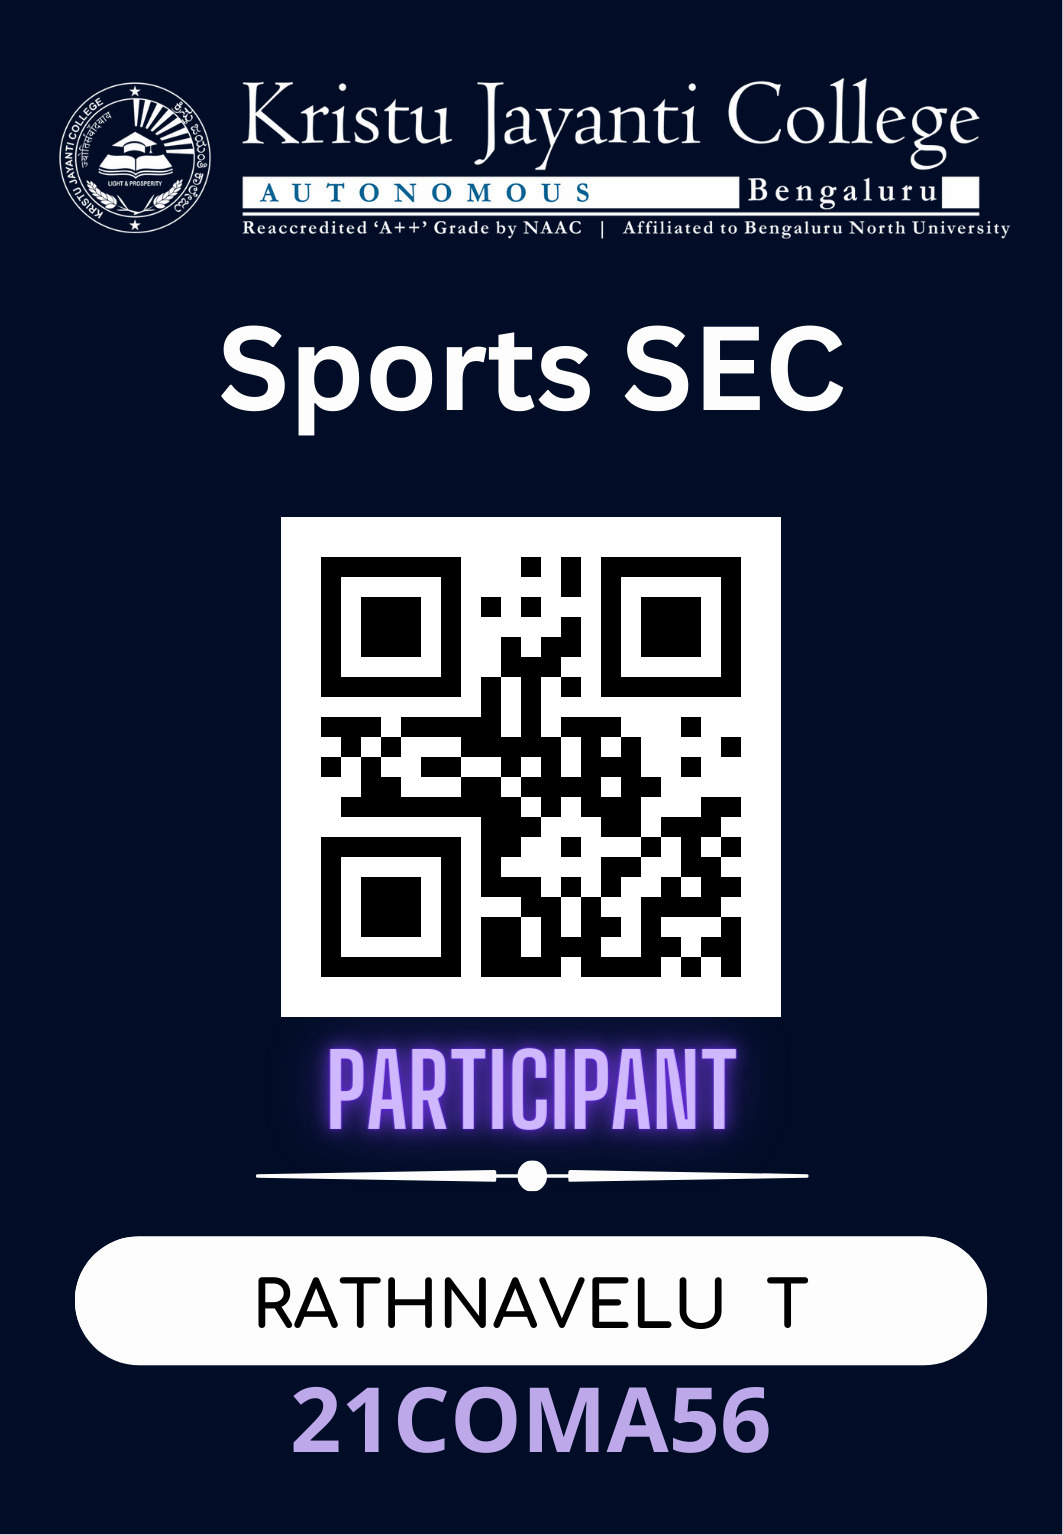 KRISTU JAYANTI COLLEGE
ಕ್ರಿಸ್ತು ಜಯಂತಿ ಕಾಲೇಜು
LIGHT & PROSPERITY
Kristu Jayanti College
AUTONOMOUS Bengaluru
Reaccredited ‘A++’ Grade by NAAC | Affiliated to Bengaluru North University
Sports SEC
PARTICIPANT
RATHNAVELU T
21COMA56